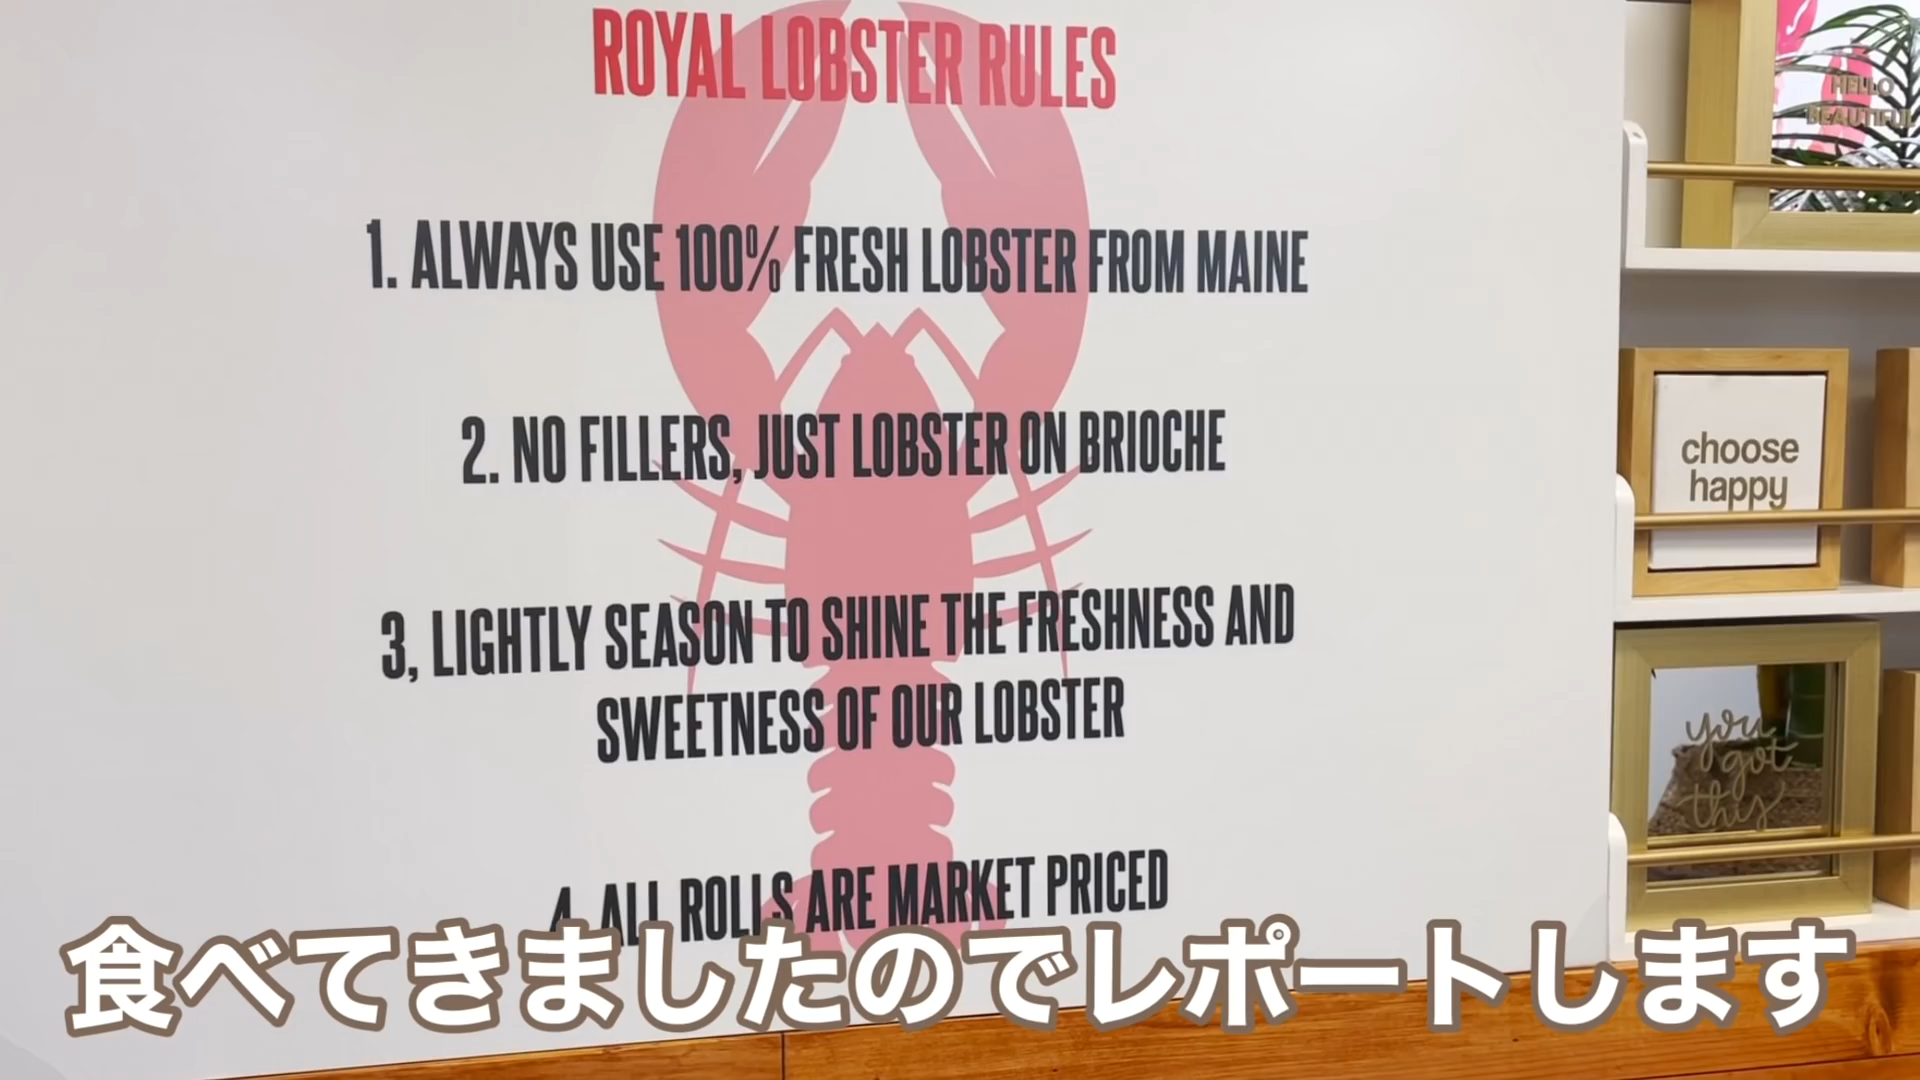 ROYAL LOBSTER RULES
1. ALWAYS USE 100% FRESH LOBSTER FROM MAINE
2. NO FILLERS, JUST LOBSTER ON BRIOCHE
3, LIGHTLY SEASON TO SHINE THE FRESHNESS AND
SWEETNESS OF OUR LOBSTER
4. ALL ROLLS ARE MARKET PRICED
HELLO
BEAUTIFUL
choose
happy
you
got
this
食べてきましたのでレポートします